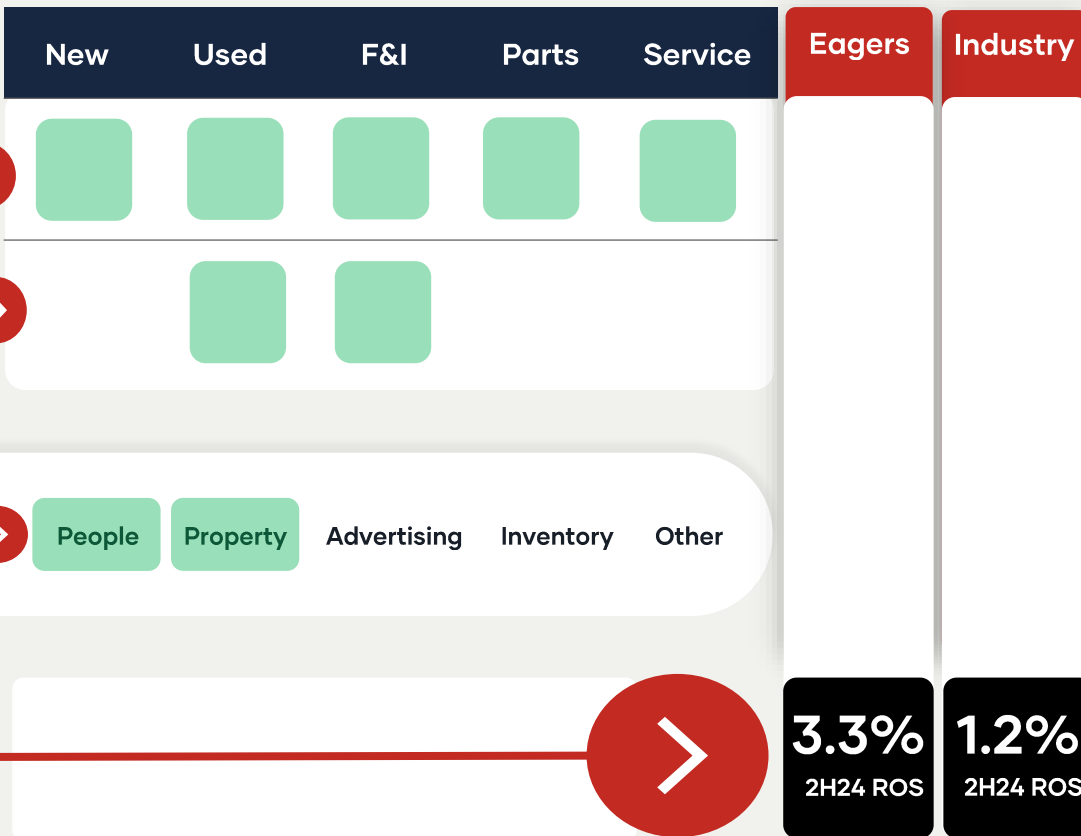 New Used F&I Parts Service Eagers Industry
People Property Advertising Inventory Other
3.3% 1.2%
2H24 ROS 2H24 ROS